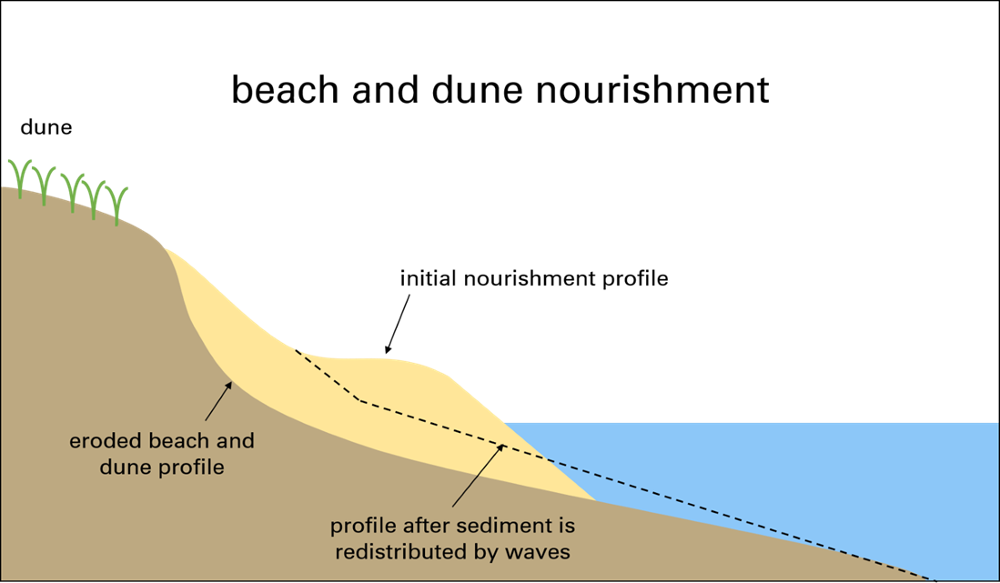 beach and dune nourishment
dune
initial nourishment profile
eroded beach and
dune profile
profile after sediment is
redistributed by waves